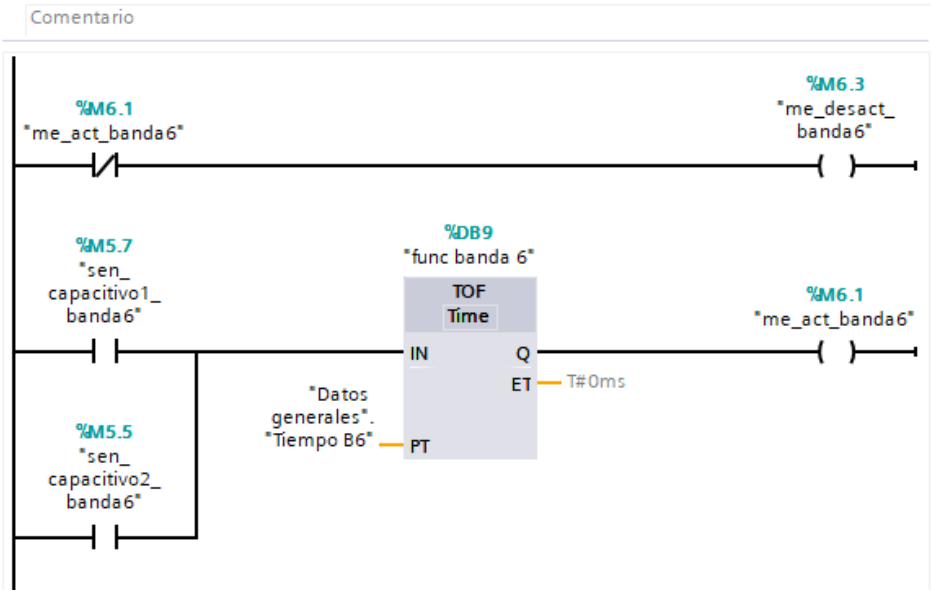 Comentario
%M6.1
"me_act_banda6"
%M6.3
"me_desact_
banda6"
%M5.7
"sen_
capacitivo1_
banda6"
%DB9
"func banda 6"
TOF
Time
IN
Q
ET
T#0ms
"Datos
generales".
"Tiempo B6"
PT
%M6.1
"me_act_banda6"
%M5.5
"sen_
capacitivo2_
banda6"